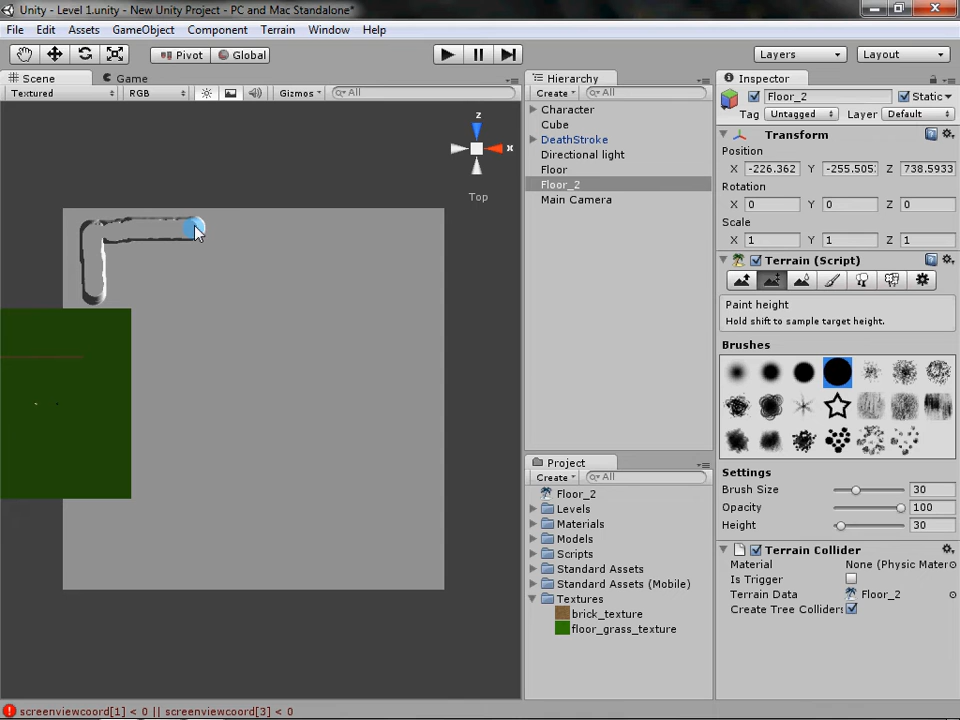 Unity - Level 1.unity - New Unity Project - PC and Mac Standalone*
File Edit Assets GameObject Component Terrain Window Help
Pivot Global Layers Layout
Scene Game
Textured RGB Gizmos All
z
x
Top
Hierarchy
Create All
Character
Cube
DeathStroke
Directional light
Floor
Floor_2
Main Camera
Project
Create All
Floor_2
Levels
Materials
Models
Scripts
Standard Assets
Standard Assets (Mobile)
Textures
brick_texture
floor_grass_texture
Inspector
Floor_2 Static
Tag Untagged Layer Default
Transform
Position
X -226.362 Y -255.505 Z 738.5933
Rotation
X 0 Y 0 Z 0
Scale
X 1 Y 1 Z 1
Terrain (Script)
Paint height
Hold shift to sample target height.
Brushes
Settings
Brush Size 30
Opacity 100
Height 30
Terrain Collider
Material None (Physic Mater
Is Trigger
Terrain Data Floor_2
Create Tree Colliders
screenviewcoord[1] < 0 || screenviewcoord[3] < 0